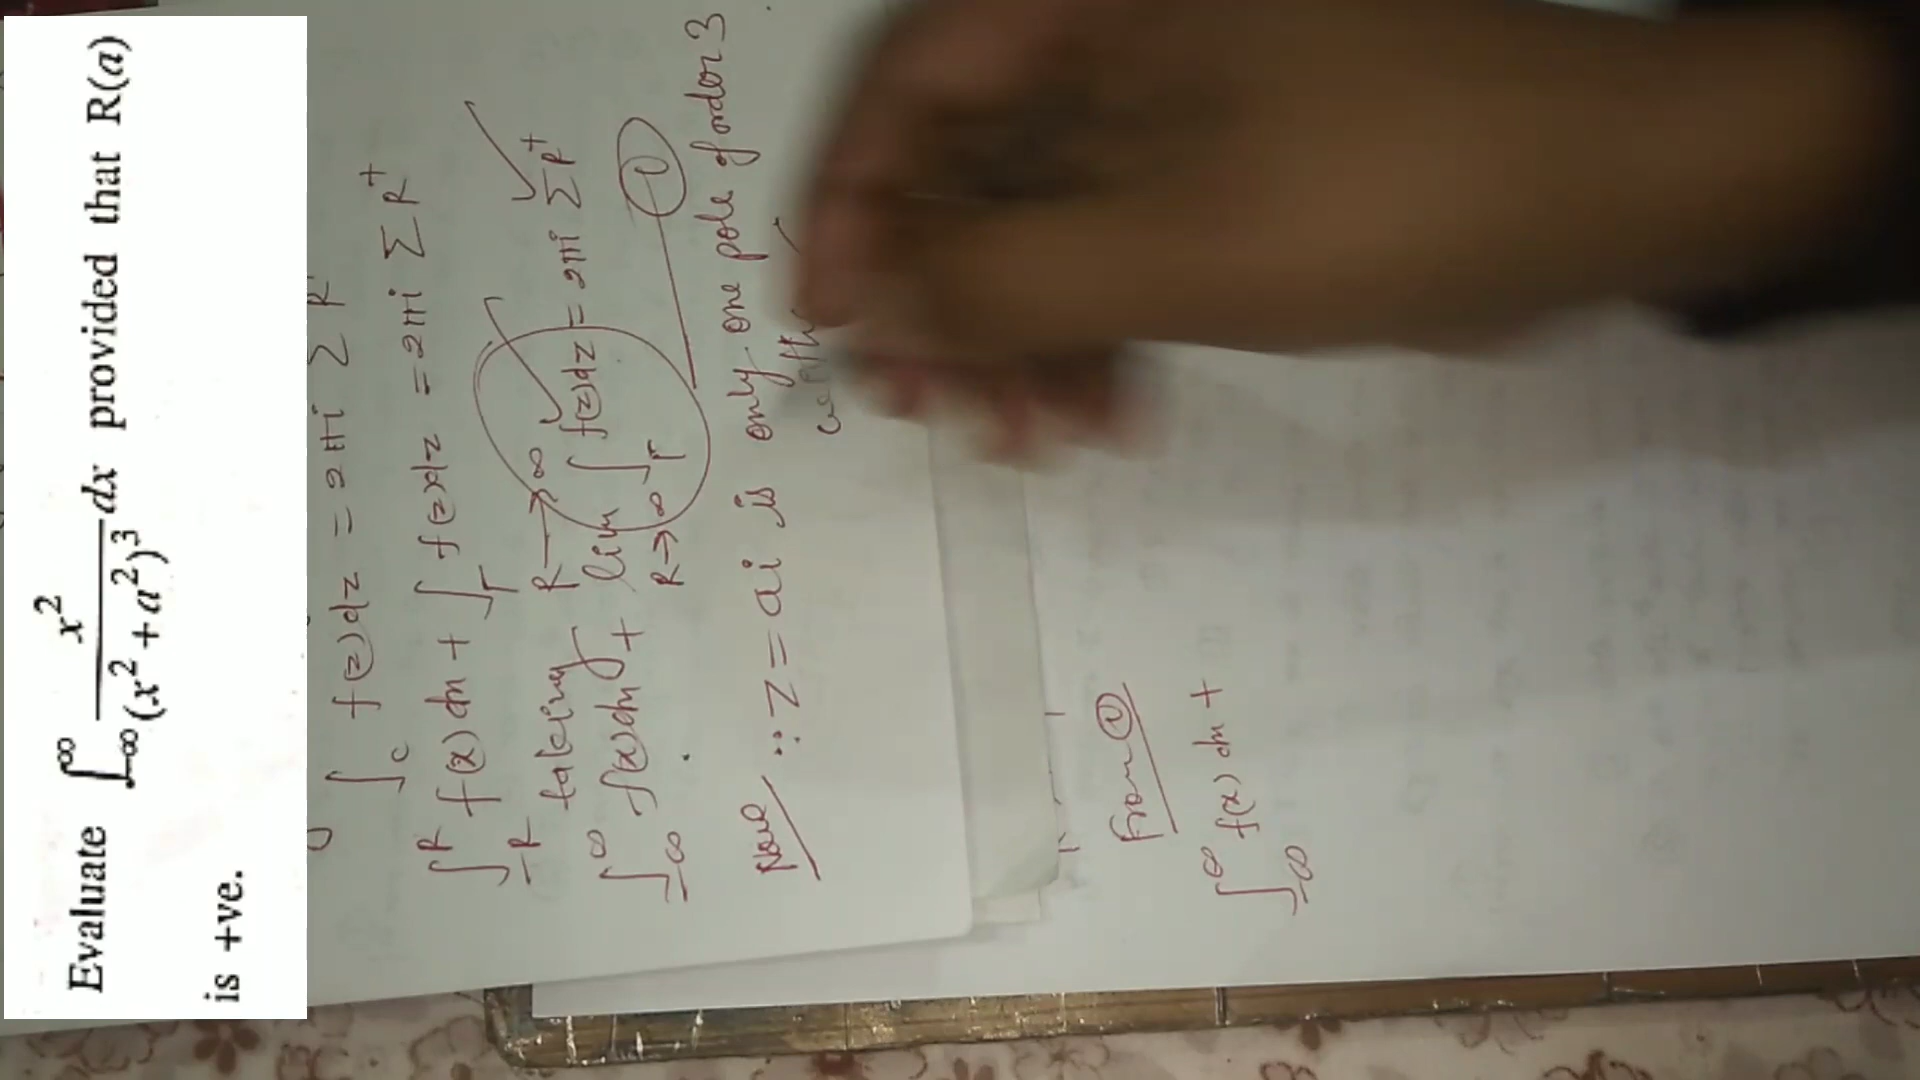 Evaluate ∫_{-∞}^{∞} x²/(x² + a²)³ dx provided that R(a)
is +ve.
∫_c f(z)dz = 2πi Σ R
∫_{-R}^{R} f(x)dx + ∫_Γ f(z)dz = 2πi Σ R⁺
taking R→∞
∫_{-∞}^{∞} f(x)dx + lim_{R→∞} ∫_Γ f(z)dz = 2πi Σ R⁺
①
Now ∵ z = ai is only one pole of order 3
From ①
∫_{-∞}^{∞} f(x) dx +